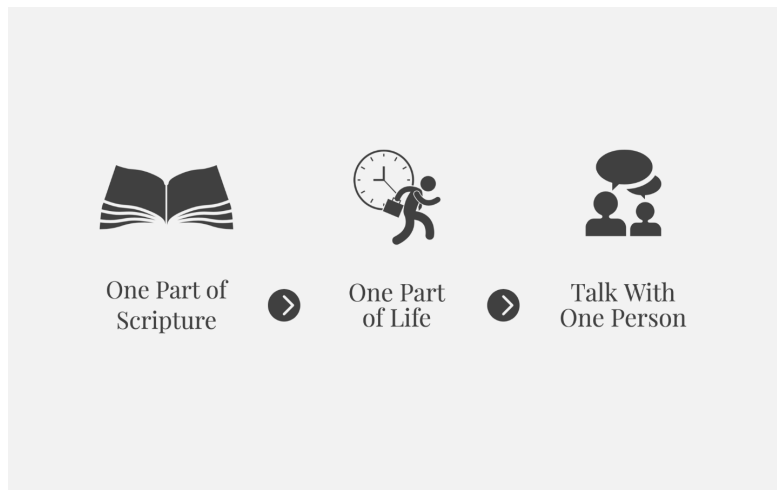 One Part of
Scripture
One Part
of Life
Talk With
One Person